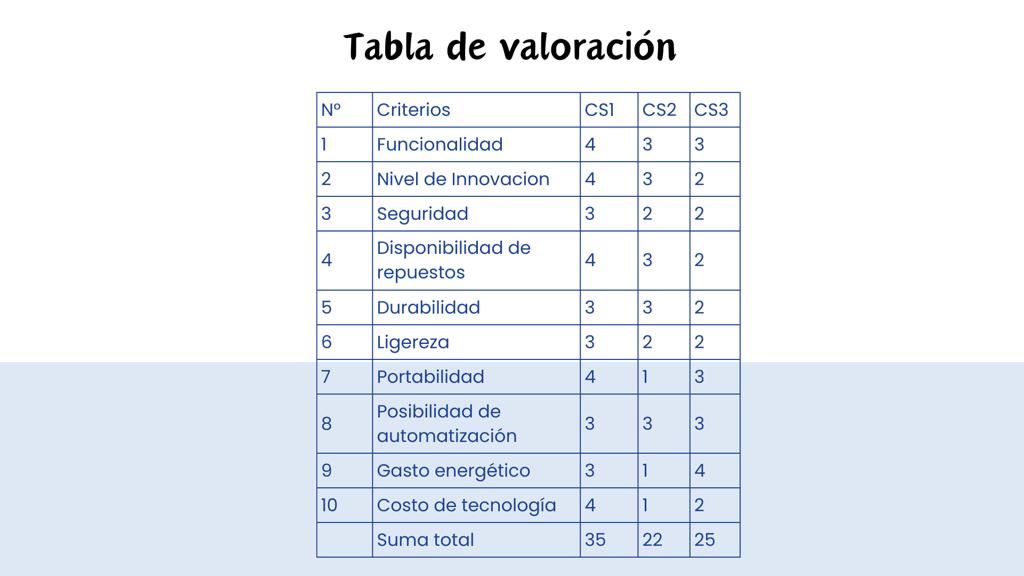 Tabla de valoración
N° Criterios CS1 CS2 CS3
1 Funcionalidad 4 3 3
2 Nivel de Innovacion 4 3 2
3 Seguridad 3 2 2
4 Disponibilidad de
repuestos 4 3 2
5 Durabilidad 3 3 2
6 Ligereza 3 2 2
7 Portabilidad 4 1 3
8 Posibilidad de
automatización 3 3 3
9 Gasto energético 3 1 4
10 Costo de tecnología 4 1 2
Suma total 35 22 25